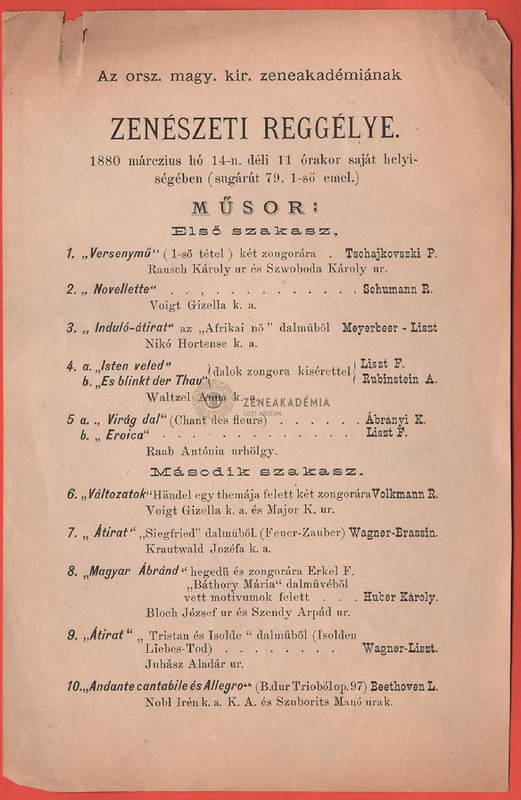 Az orsz. magy. kir. zeneakadémiának
ZENÉSZETI REGGÉLYE.
1880 márczius hó 14-n. déli 11 órakor saját helyi-
ségében (sugárút 79. 1-ső emel.)
MŰSOR:
Első szakasz,
1. „Versenymű" (1-ső tétel) két zongorára . Tschajkovszki P.
Rausch Károly ur és Szwoboda Károly ur.
2. „ Novellette" . . , . . . . . . . . . . . Schumann R.
Voigt Gizella k. a.
3. „ Induló-átirat" az „Afrikai nő" dalműből Meyerbeer - Liszt
Nikó Hortense k. a.
4. a. „Isten veled" (dalok zongora kisérettel) Liszt F.
b. „Es blinkt der Thau" Rubinstein A.
Waltzel Anna k. a.
ZENEAKADÉMIA
LISZT MÚZEUM
5 a. „ Virág dal" (Chant des fleurs) . . . . . . Ábrányi K.
b. „ Eroica" . . . . . . . . . . . . . . Liszt F.
Raab Antónia urhölgy.
Második szakasz.
6. „Változatok" Händel egy themája felett két zongorára Volkmann R.
Voigt Gizella k. a. és Major K. ur.
7. „ Átirat" „Siegfried" dalműből. (Feuer-Zauber) Wagner-Brassin.
Krautwald Jozéfa k. a.
8. „Magyar Ábránd" hegedü és zongorára Erkel F.
„Báthory Mária" dalművéből
vett motivumok felett . . . Huber Károly.
Bloch József ur és Szendy Arpád ur.
9. „Átirat" „ Tristan és Isolde " dalműből (Isolden
Liebes-Tod) . . . . . . . . Wagner-Liszt.
Juhász Aladár ur.
10. „Andante cantabile és Allegro" (B.dur Trioból op. 97) Beethoven L.
Nobl Irén k. a. K. A. és Szuborits Manó urak.